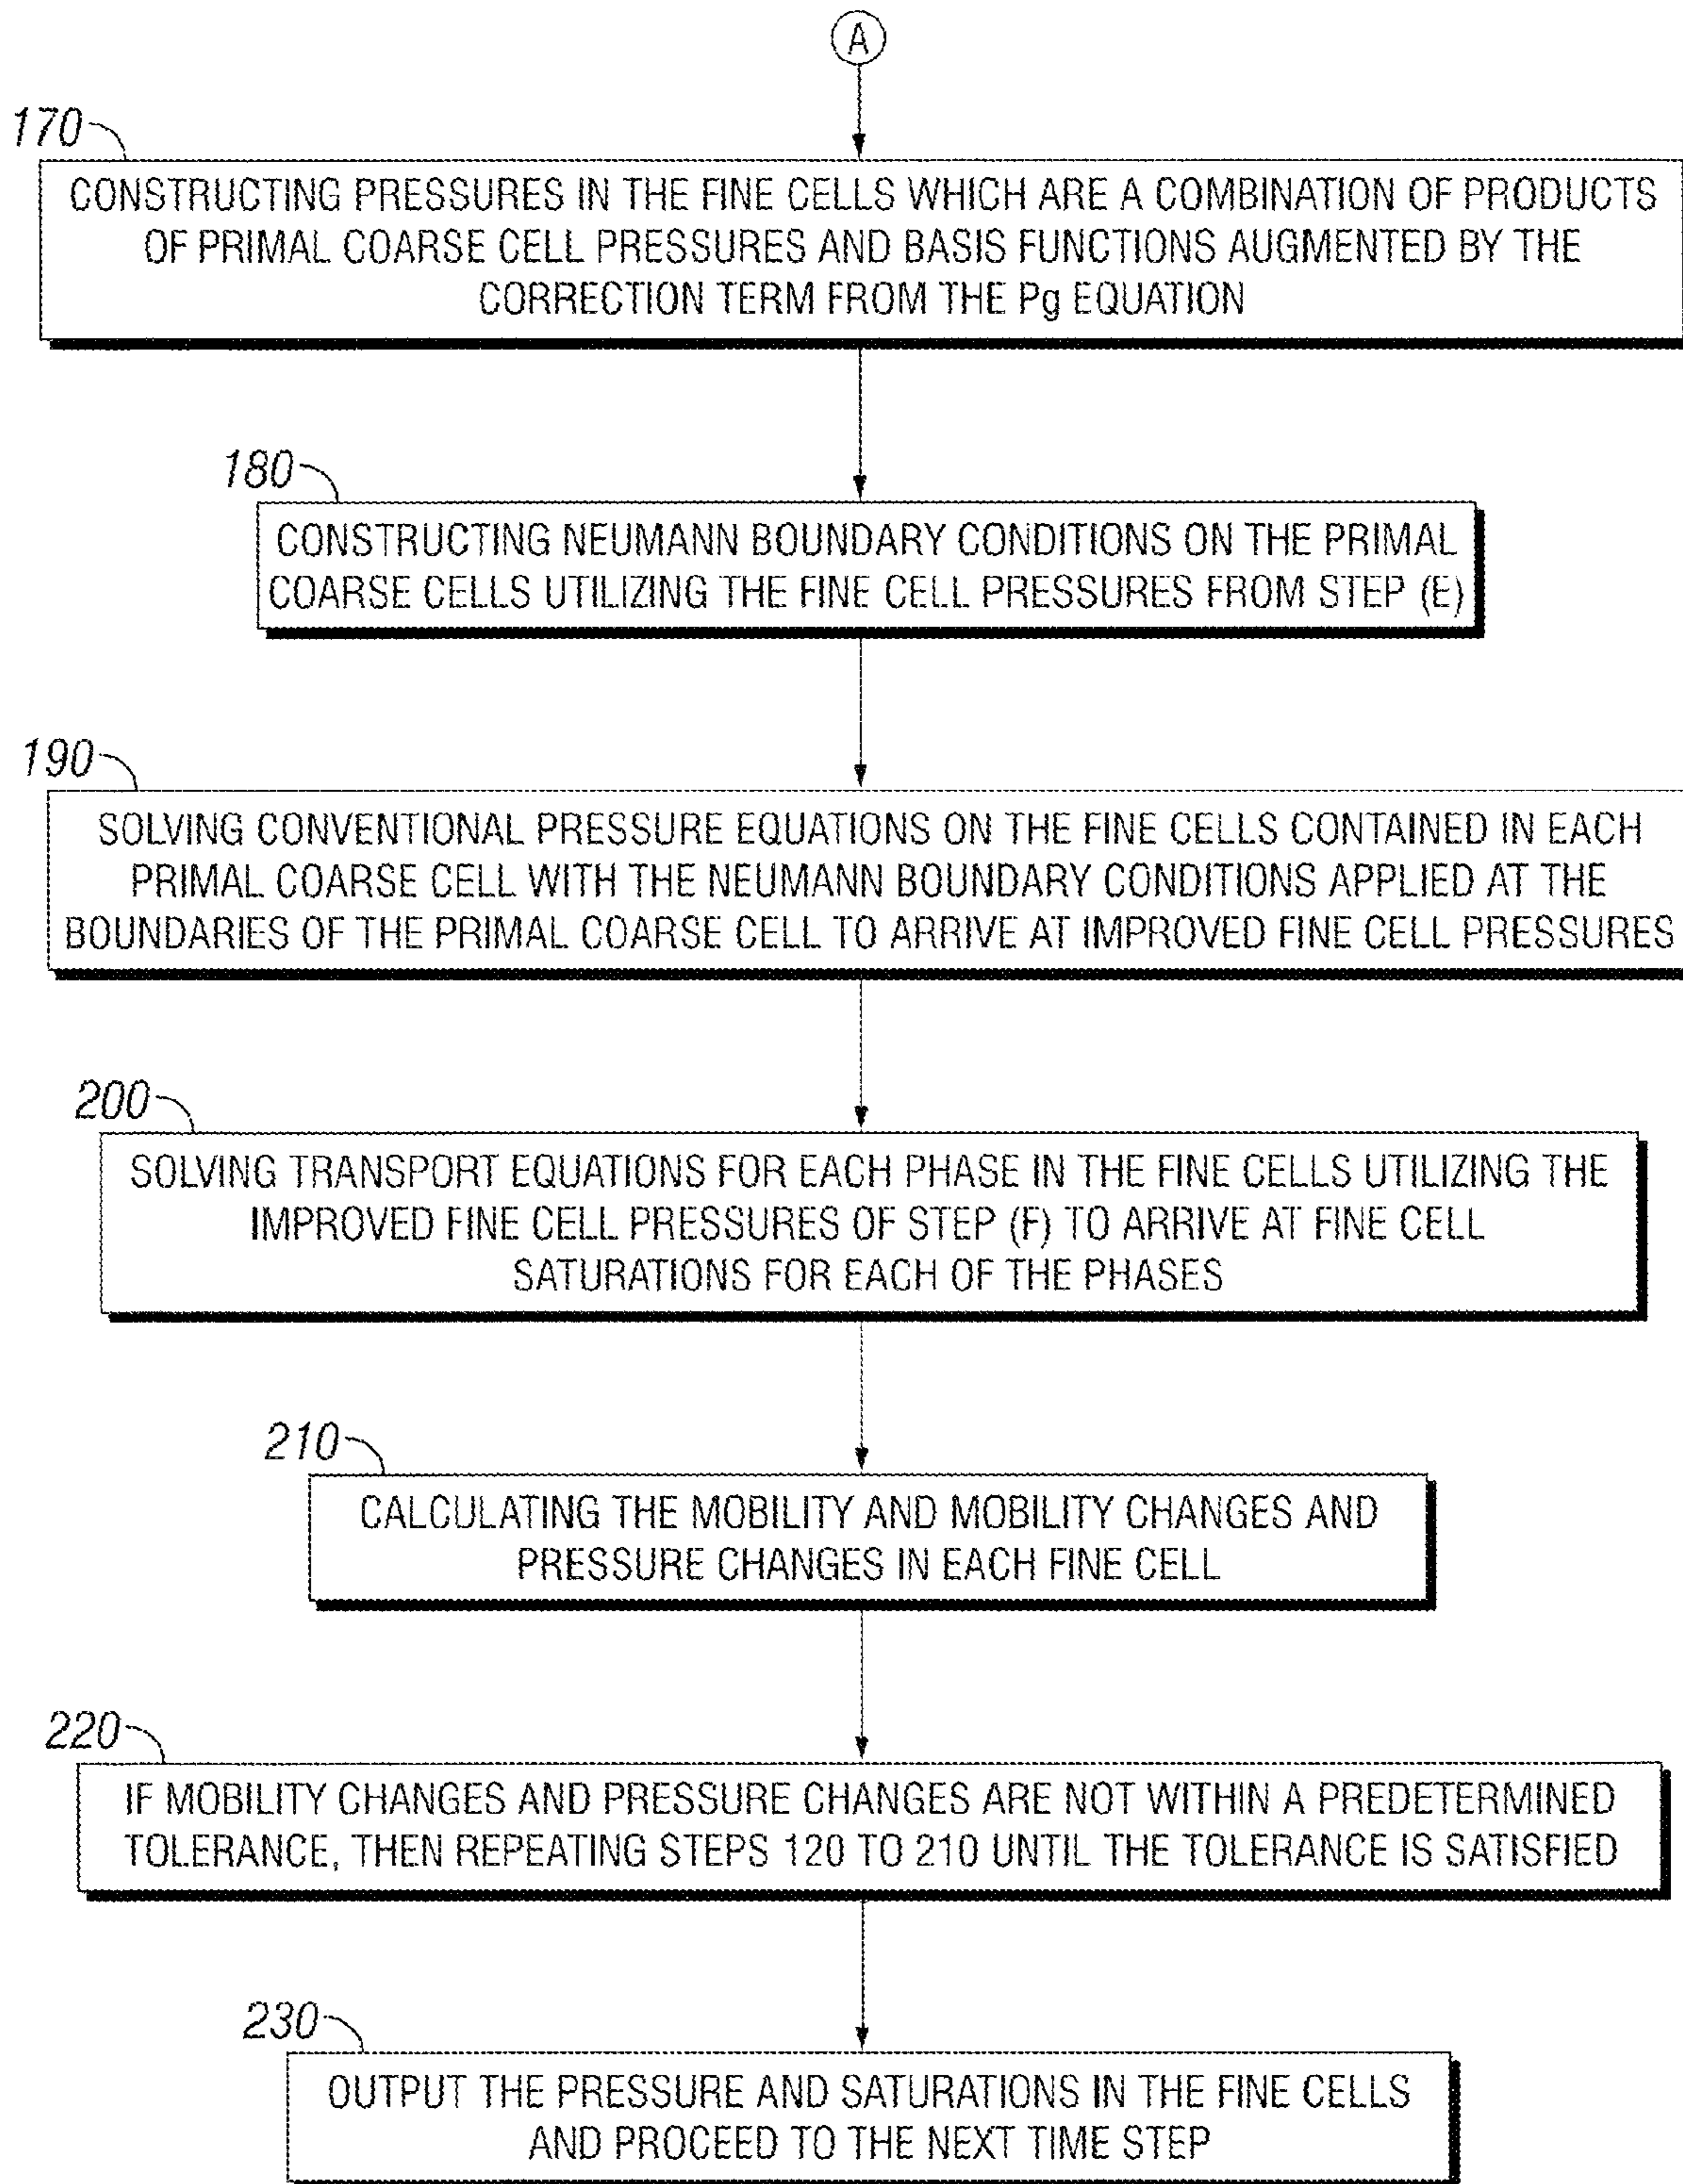 A
170
CONSTRUCTING PRESSURES IN THE FINE CELLS WHICH ARE A COMBINATION OF PRODUCTS
OF PRIMAL COARSE CELL PRESSURES AND BASIS FUNCTIONS AUGMENTED BY THE
CORRECTION TERM FROM THE Pg EQUATION
180
CONSTRUCTING NEUMANN BOUNDARY CONDITIONS ON THE PRIMAL
COARSE CELLS UTILIZING THE FINE CELL PRESSURES FROM STEP (E)
190
SOLVING CONVENTIONAL PRESSURE EQUATIONS ON THE FINE CELLS CONTAINED IN EACH
PRIMAL COARSE CELL WITH THE NEUMANN BOUNDARY CONDITIONS APPLIED AT THE
BOUNDARIES OF THE PRIMAL COARSE CELL TO ARRIVE AT IMPROVED FINE CELL PRESSURES
200
SOLVING TRANSPORT EQUATIONS FOR EACH PHASE IN THE FINE CELLS UTILIZING THE
IMPROVED FINE CELL PRESSURES OF STEP (F) TO ARRIVE AT FINE CELL
SATURATIONS FOR EACH OF THE PHASES
210
CALCULATING THE MOBILITY AND MOBILITY CHANGES AND
PRESSURE CHANGES IN EACH FINE CELL
220
IF MOBILITY CHANGES AND PRESSURE CHANGES ARE NOT WITHIN A PREDETERMINED
TOLERANCE, THEN REPEATING STEPS 120 TO 210 UNTIL THE TOLERANCE IS SATISFIED
230
OUTPUT THE PRESSURE AND SATURATIONS IN THE FINE CELLS
AND PROCEED TO THE NEXT TIME STEP